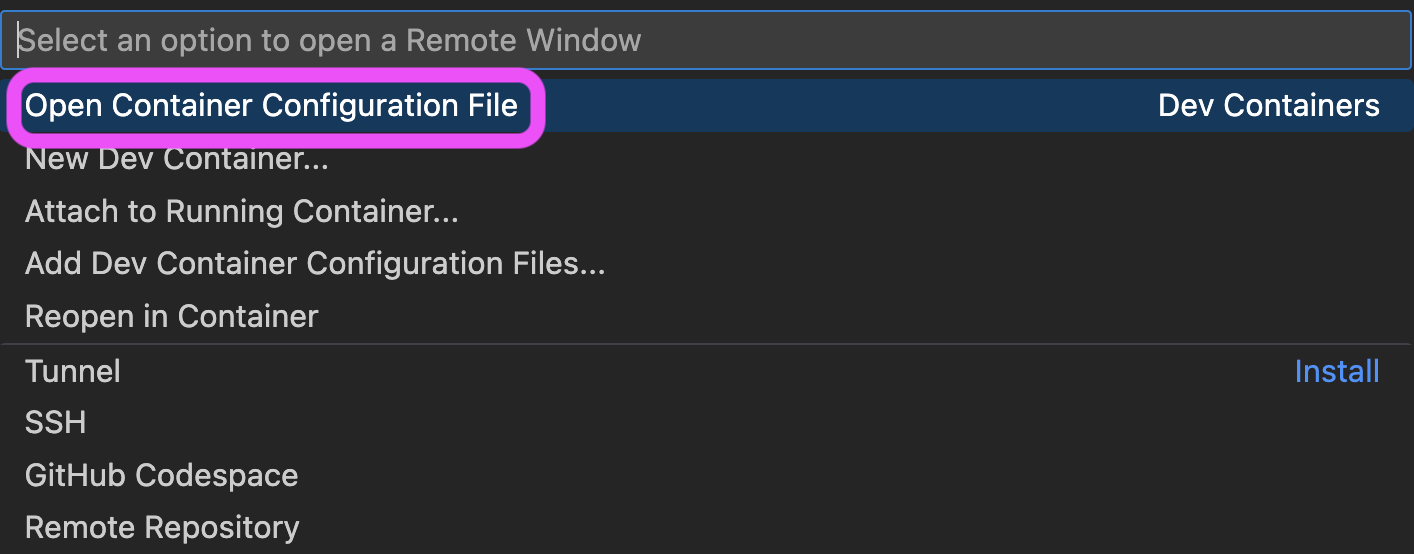 Select an option to open a Remote Window
Open Container Configuration File Dev Containers
New Dev Container...
Attach to Running Container...
Add Dev Container Configuration Files...
Reopen in Container
Tunnel Install
SSH
GitHub Codespace
Remote Repository